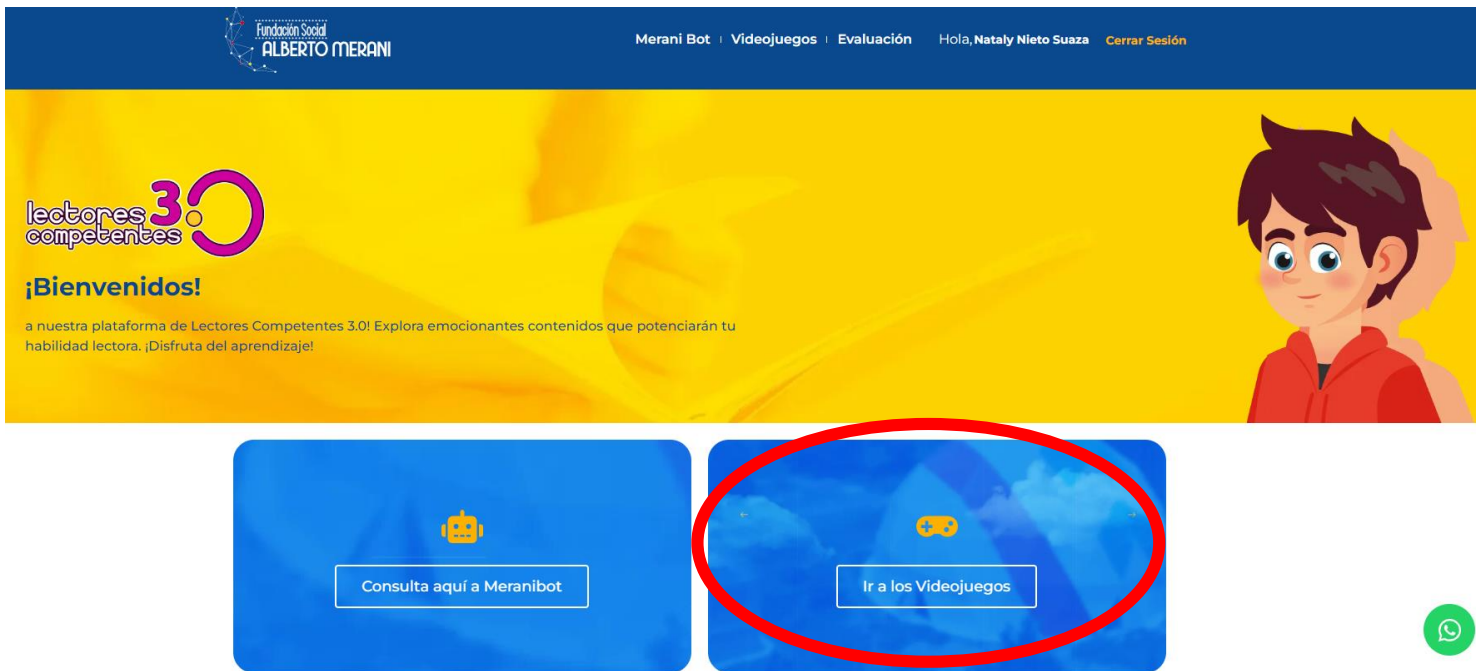 Fundación Social
ALBERTO MERANI
Merani Bot Videojuegos Evaluación Hola, Nataly Nieto Suaza Cerrar Sesión
lectores 3.0
competentes
¡Bienvenidos!
a nuestra plataforma de Lectores Competentes 3.0! Explora emocionantes contenidos que potenciarán tu
habilidad lectora. ¡Disfruta del aprendizaje!
Consulta aquí a Meranibot
Ir a los Videojuegos